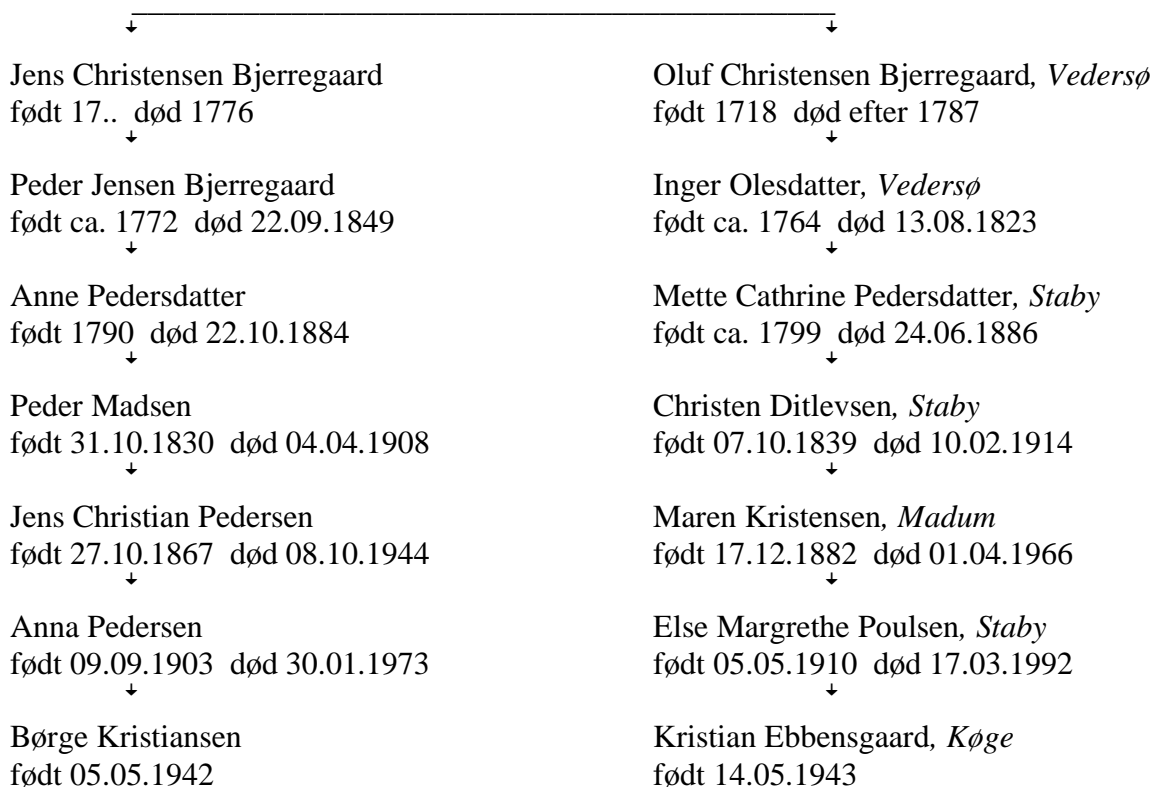 Jens Christensen Bjerregaard
født 17..  død 1776
Peder Jensen Bjerregaard
født ca. 1772  død 22.09.1849
Anne Pedersdatter
født 1790  død 22.10.1884
Peder Madsen
født 31.10.1830  død 04.04.1908
Jens Christian Pedersen
født 27.10.1867  død 08.10.1944
Anna Pedersen
født 09.09.1903  død 30.01.1973
Børge Kristiansen
født 05.05.1942
Oluf Christensen Bjerregaard, Vedersø
født 1718  død efter 1787
Inger Olesdatter, Vedersø
født ca. 1764  død 13.08.1823
Mette Cathrine Pedersdatter, Staby
født ca. 1799  død 24.06.1886
Christen Ditlevsen, Staby
født 07.10.1839  død 10.02.1914
Maren Kristensen, Madum
født 17.12.1882  død 01.04.1966
Else Margrethe Poulsen, Staby
født 05.05.1910  død 17.03.1992
Kristian Ebbensgaard, Køge
født 14.05.1943